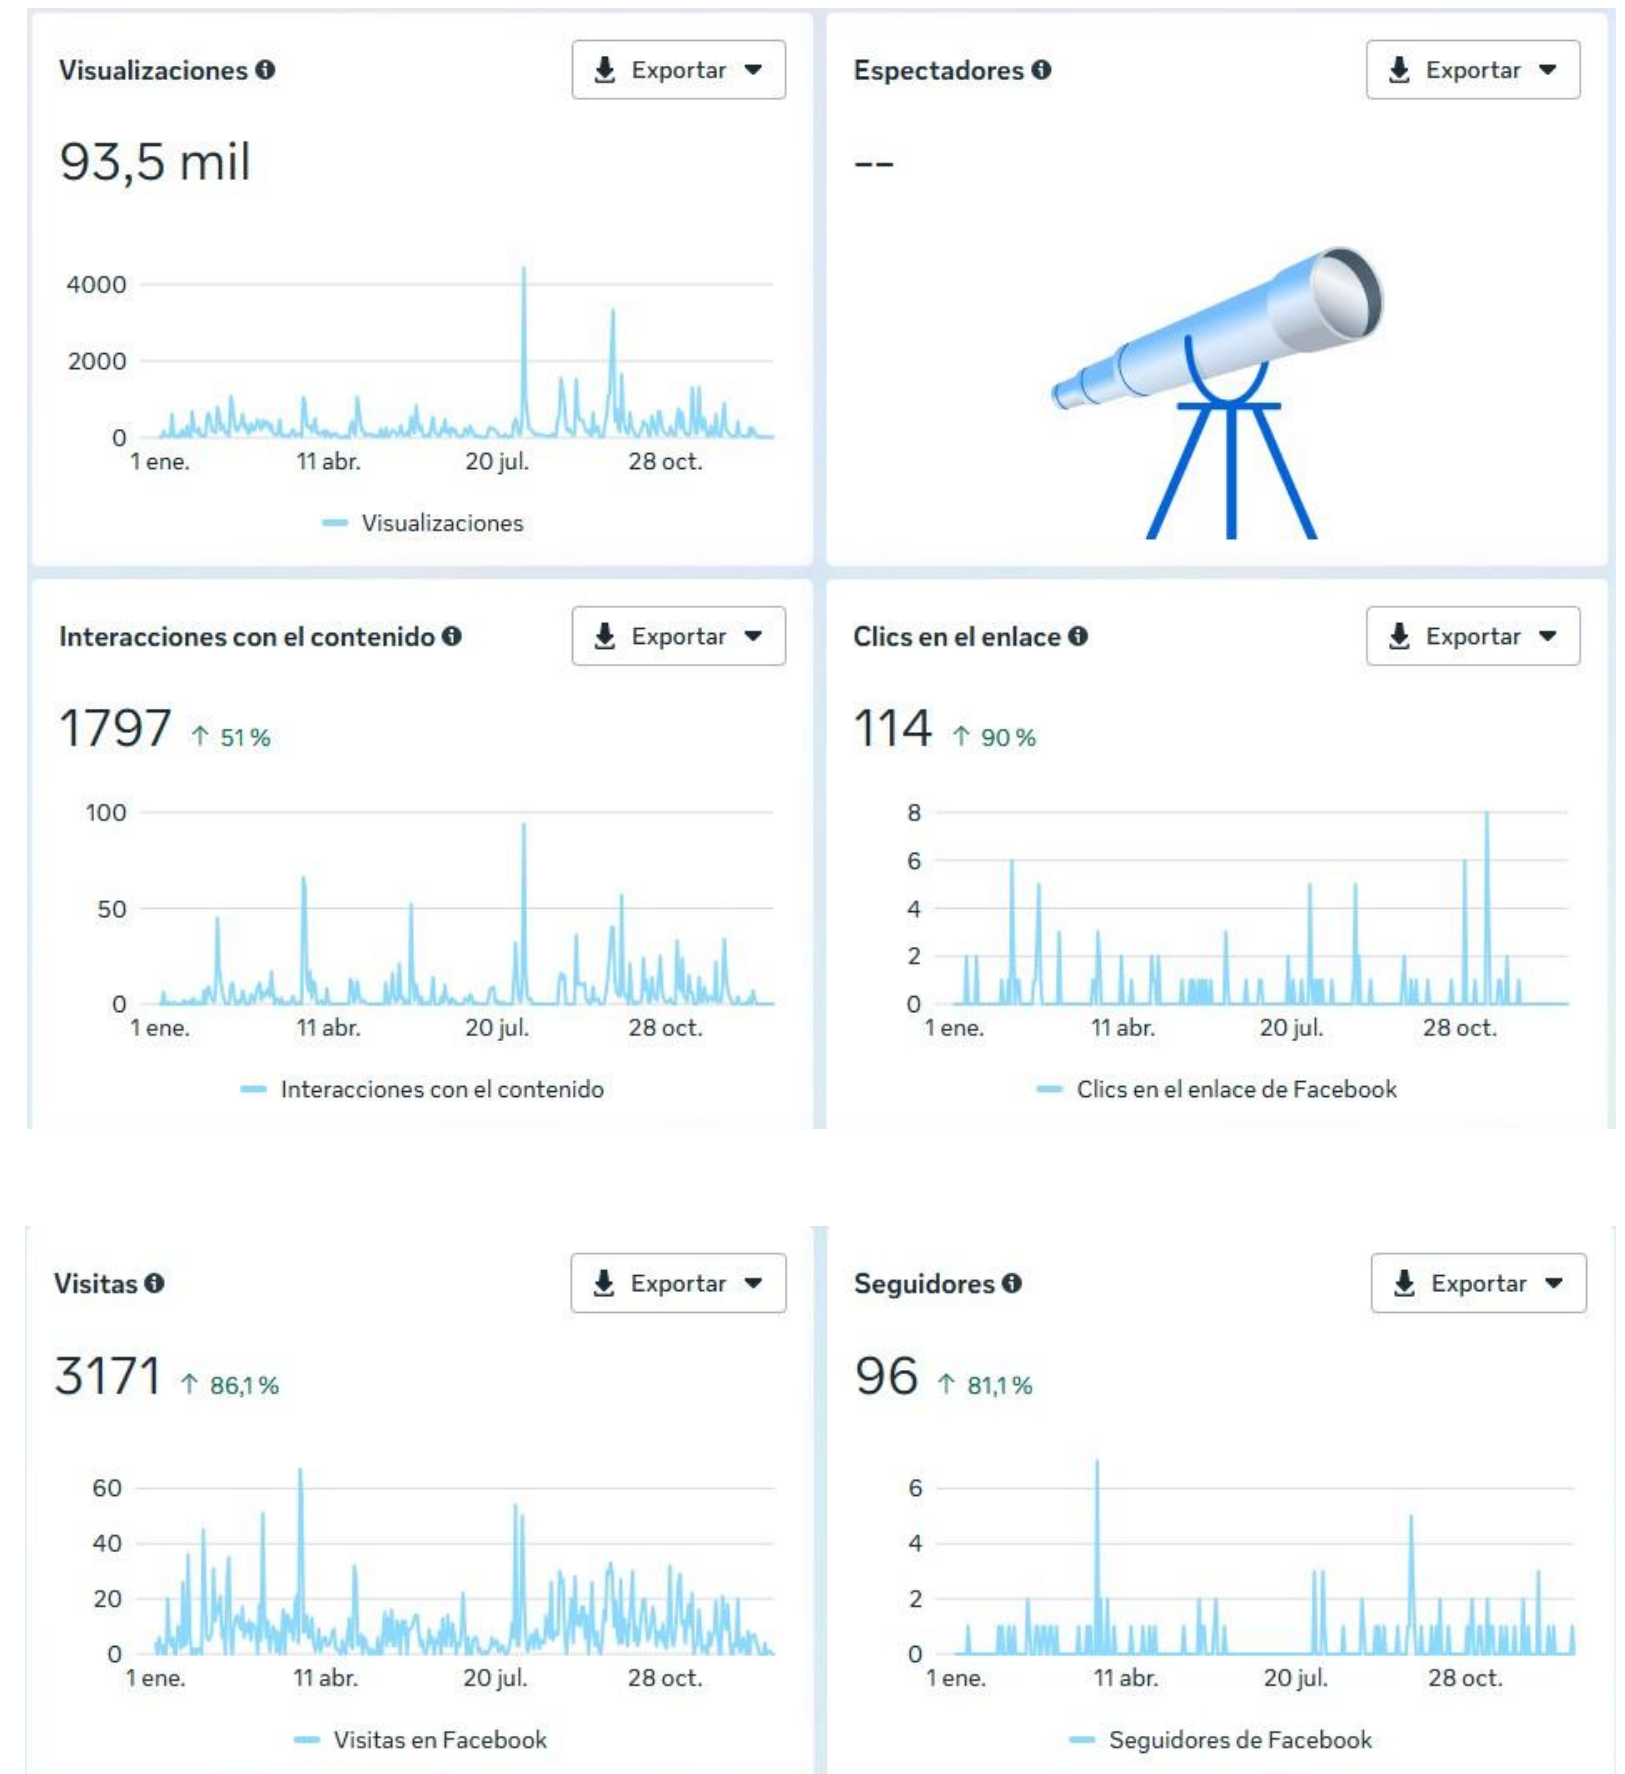 Visualizaciones
Exportar
93,5 mil
4000
2000
0
1 ene.
11 abr.
20 jul.
28 oct.
Visualizaciones
Espectadores
Exportar
--
Interacciones con el contenido
Exportar
1797 ↑ 51 %
100
50
0
1 ene.
11 abr.
20 jul.
28 oct.
Interacciones con el contenido
Clics en el enlace
Exportar
114 ↑ 90 %
8
6
4
2
0
1 ene.
11 abr.
20 jul.
28 oct.
Clics en el enlace de Facebook
Visitas
Exportar
3171 ↑ 86,1 %
60
40
20
0
1 ene.
11 abr.
20 jul.
28 oct.
Visitas en Facebook
Seguidores
Exportar
96 ↑ 81,1 %
6
4
2
0
1 ene.
11 abr.
20 jul.
28 oct.
Seguidores de Facebook